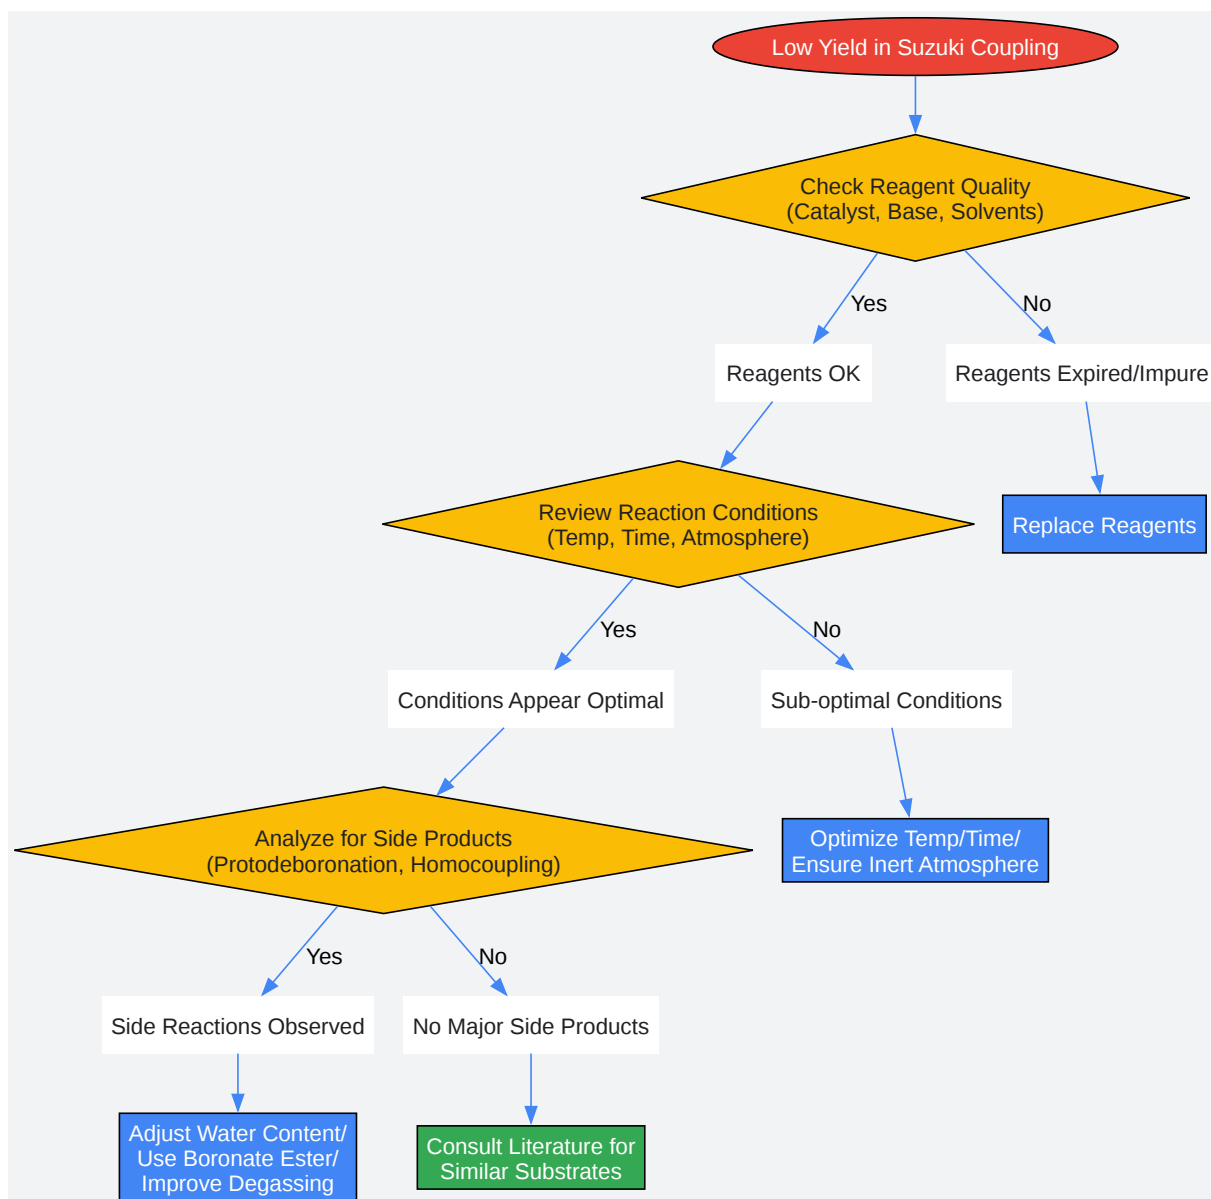 Low Yield in Suzuki Coupling
Check Reagent Quality
(Catalyst, Base, Solvents)
Yes
No
Reagents OK
Reagents Expired/Impure
Review Reaction Conditions
(Temp, Time, Atmosphere)
Replace Reagents
Yes
No
Conditions Appear Optimal
Sub-optimal Conditions
Analyze for Side Products
(Protodeboronation, Homocoupling)
Optimize Temp/Time/
Ensure Inert Atmosphere
Yes
No
Side Reactions Observed
No Major Side Products
Adjust Water Content/
Use Boronate Ester/
Improve Degassing
Consult Literature for
Similar Substrates